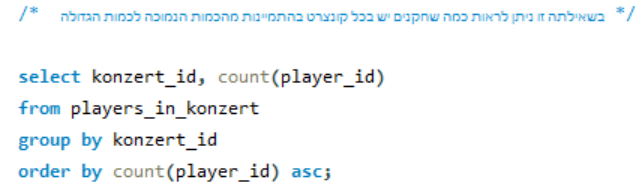 /* בשאילתה זו ניתן לראות כמה שחקנים יש בכל קונצרט בהתמיינות מהכמות הנמוכה לכמות הגדולה */
select konzert_id, count(player_id)
from players_in_konzert
group by konzert_id
order by count(player_id) asc;